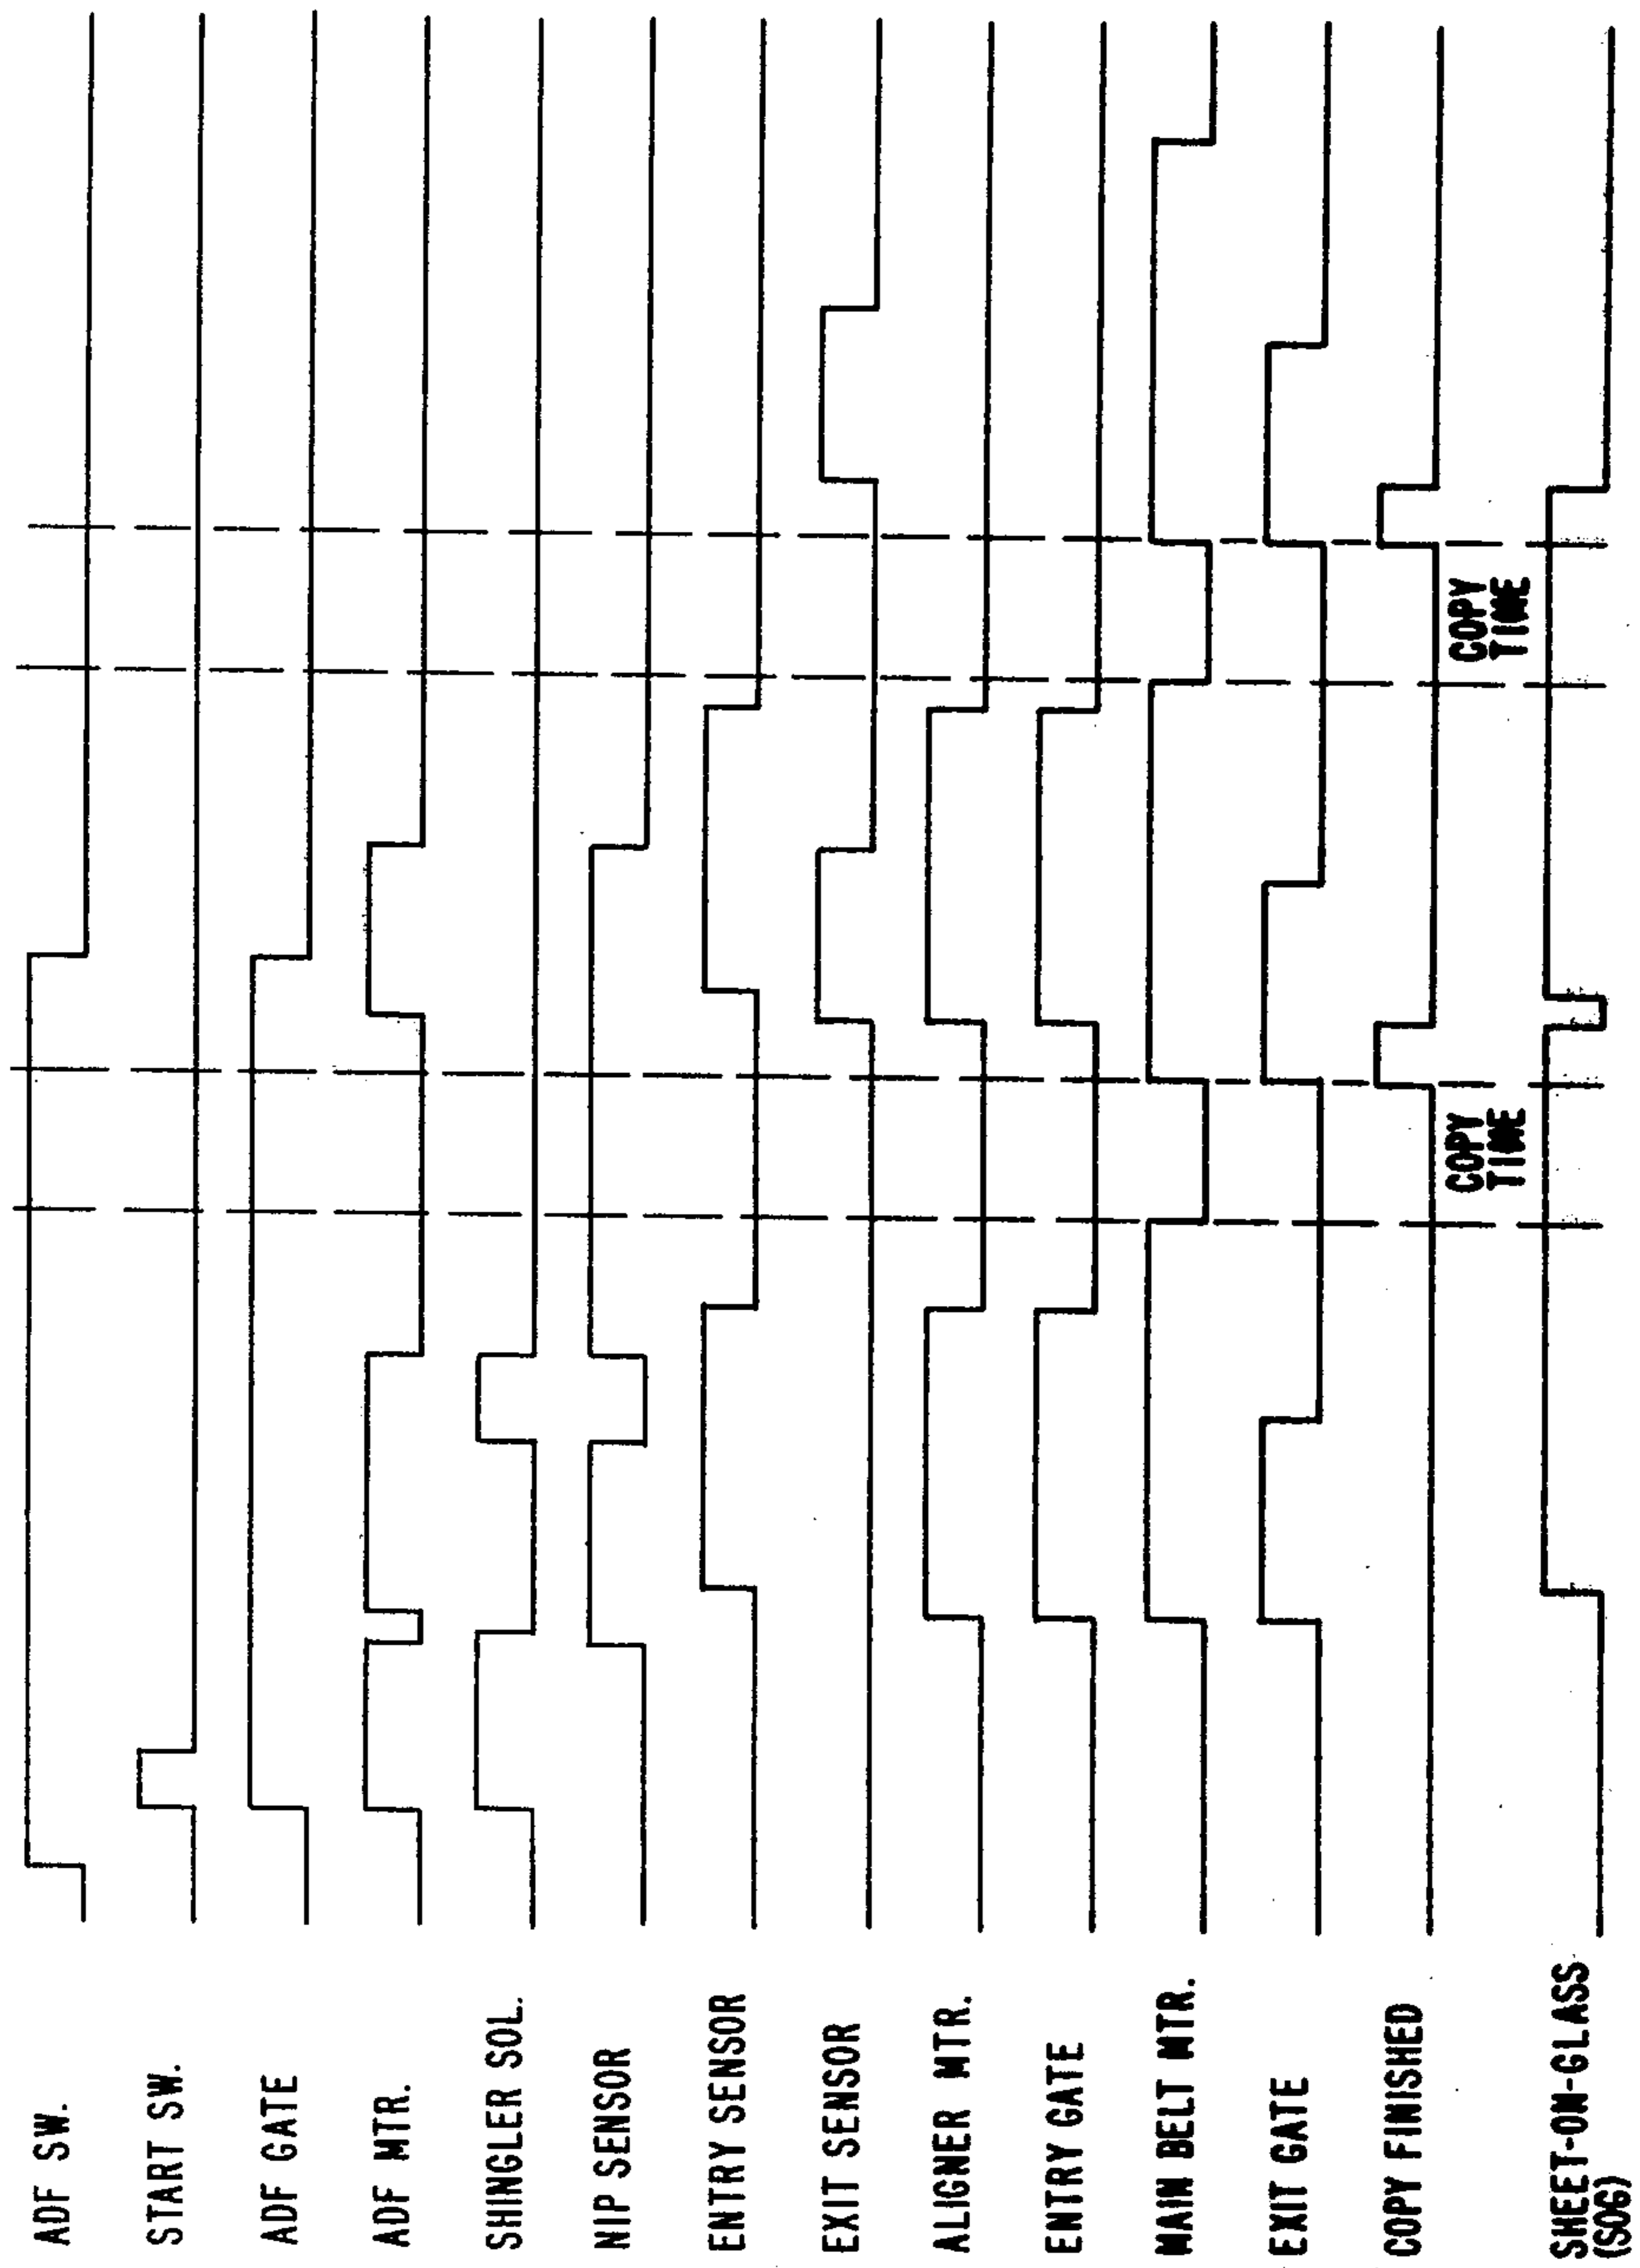 ADF SW.
START SW.
ADF GATE
ADF MTR.
SHINGLER SOL.
NIP SENSOR
ENTRY SENSOR
EXIT SENSOR
ALIGNER MTR.
ENTRY GATE
MAIN BELT MTR.
EXIT GATE
COPY FINISHED
COPY
TIME
COPY
TIME
SHEET-ON-GLASS
(SOG)